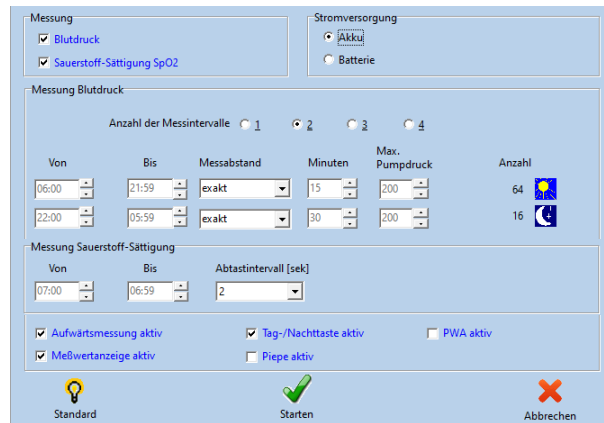 Messung
Stromversorgung
Blutdruck
Akku
Sauerstoff-Sättigung SpO2
Batterie
Messung Blutdruck
Anzahl der Messintervalle 1 2 3 4
Von Bis Messabstand Minuten Max. Pumpdruck Anzahl
06:00 21:59 exakt 15 200 64
22:00 05:59 exakt 30 200 16
Messung Sauerstoff-Sättigung
Von Bis Abtastintervall [sek]
07:00 06:59 2
Aufwärtsmessung aktiv Tag-/Nachttaste aktiv PWA aktiv
Meßwertanzeige aktiv Piepe aktiv
Standard Starten Abbrechen